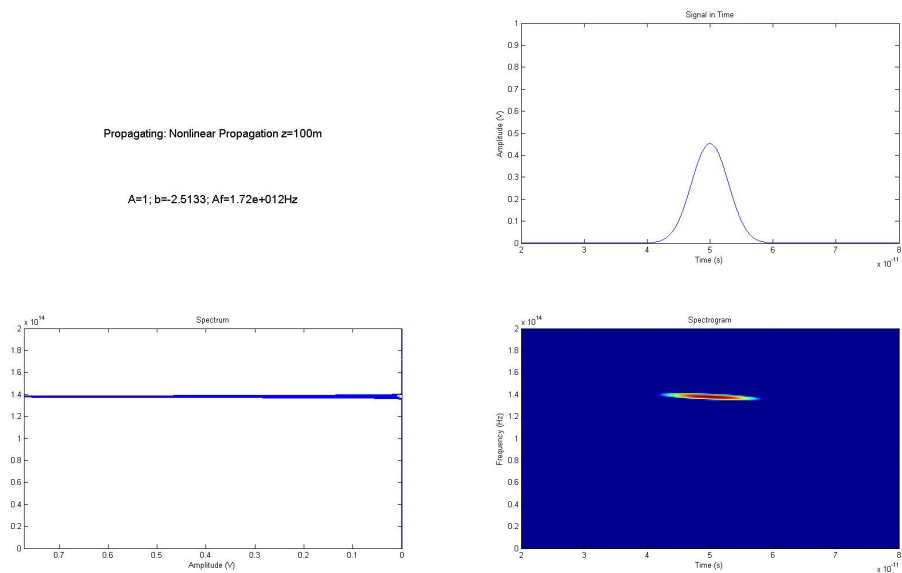 Propagating: Nonlinear Propagation z=100m
A=1; b=-2.5133; Af=1.72e+012Hz
Signal in Time
1
0.9
0.8
0.7
0.6
0.5
0.4
0.3
0.2
0.1
0
Amplitude (V)
2 3 4 5 6 7 8
Time (s)
x 10^-11
Spectrum
x 10^14
2
1.8
1.6
1.4
1.2
1
0.8
0.6
0.4
0.2
0
0.7 0.6 0.5 0.4 0.3 0.2 0.1 0
Amplitude (V)
Spectrogram
x 10^14
2
1.8
1.6
1.4
1.2
1
0.8
0.6
0.4
0.2
0
Frequency (Hz)
2 3 4 5 6 7 8
Time (s)
x 10^-11